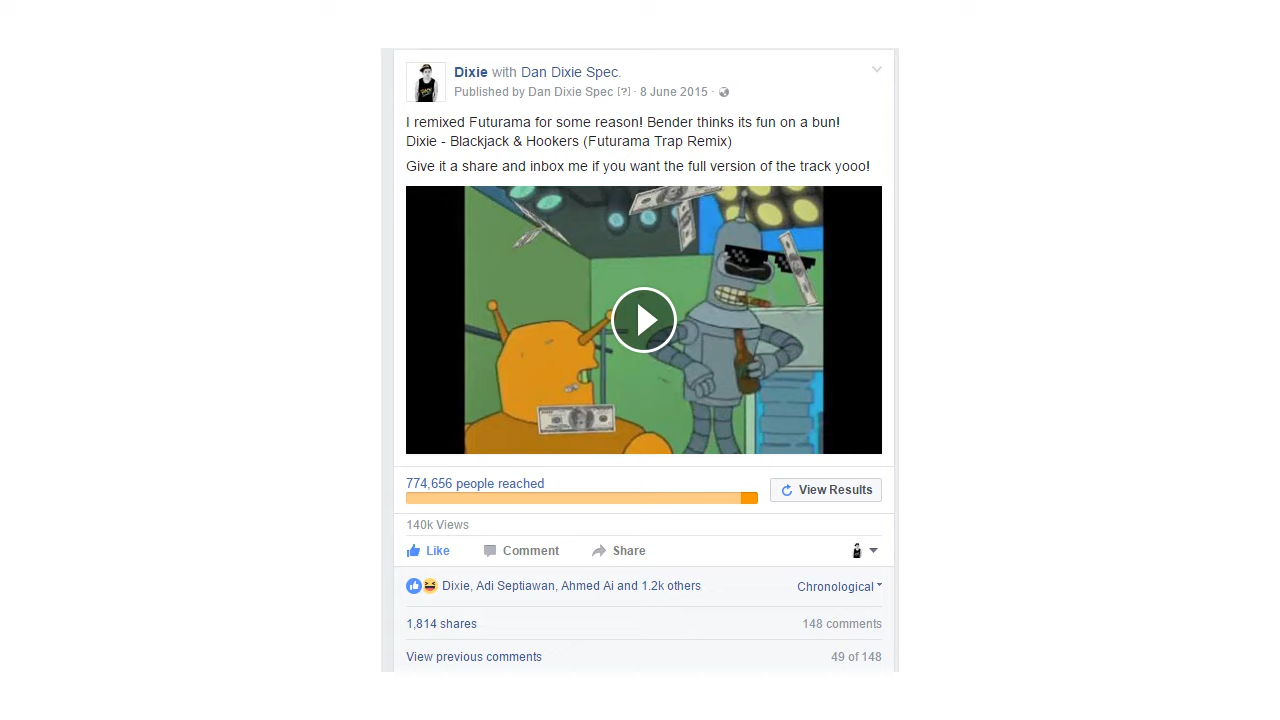 Dixie with Dan Dixie Spec.
Published by Dan Dixie Spec [?] · 8 June 2015 ·
I remixed Futurama for some reason! Bender thinks its fun on a bun!
Dixie - Blackjack & Hookers (Futurama Trap Remix)
Give it a share and inbox me if you want the full version of the track yooo!
774,656 people reached
View Results
140k Views
Like Comment Share
Dixie, Adi Septiawan, Ahmed Ai and 1.2k others
Chronological
1,814 shares
148 comments
View previous comments
49 of 148